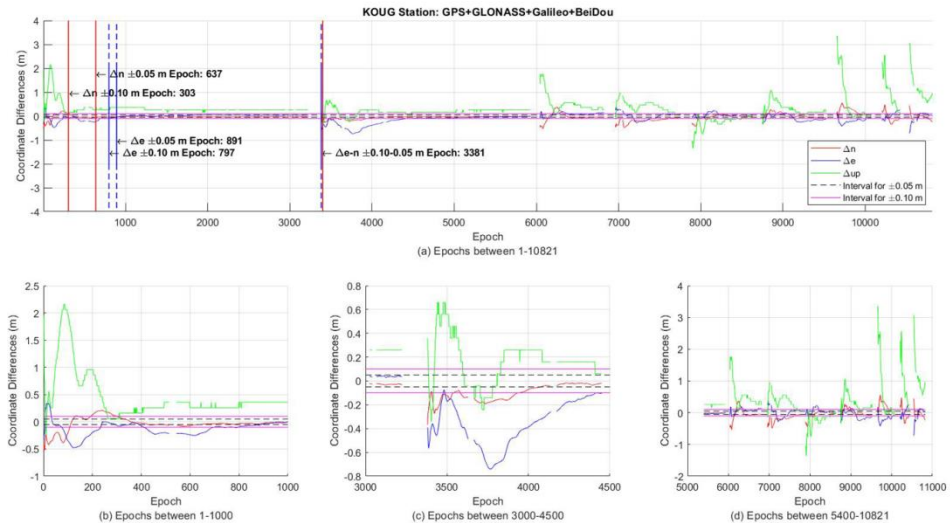 KOUG Station: GPS+GLONASS+Galileo+BeiDou
Coordinate Differences (m)
4
3
2
1
0
-1
-2
-3
-4
← Δn ±0.05 m Epoch: 637
← Δn ±0.10 m Epoch: 303
← Δe ±0.05 m Epoch: 891
← Δe ±0.10 m Epoch: 797
← Δe-n ±0.10-0.05 m Epoch: 3381
Δn
Δe
Δup
Interval for ±0.05 m
Interval for ±0.10 m
0 1000 2000 3000 4000 5000 6000 7000 8000 9000 10000
Epoch
(a) Epochs between 1-10821
Coordinate Differences (m)
2.5
2
1.5
1
0.5
0
-0.5
-1
0 200 400 600 800 1000
Epoch
(b) Epochs between 1-1000
Coordinate Differences (m)
0.8
0.6
0.4
0.2
0
-0.2
-0.4
-0.6
-0.8
3000 3500 4000 4500
Epoch
(c) Epochs between 3000-4500
Coordinate Differences (m)
4
3
2
1
0
-1
-2
5000 6000 7000 8000 9000 10000 11000
Epoch
(d) Epochs between 5400-10821